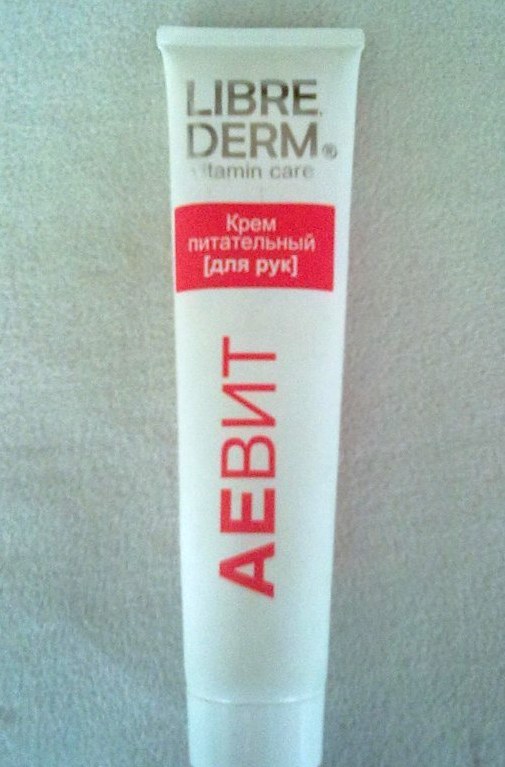 LIBRE
DERM®
vitamin care
Крем
питательный
[для рук]
АЕВИТ